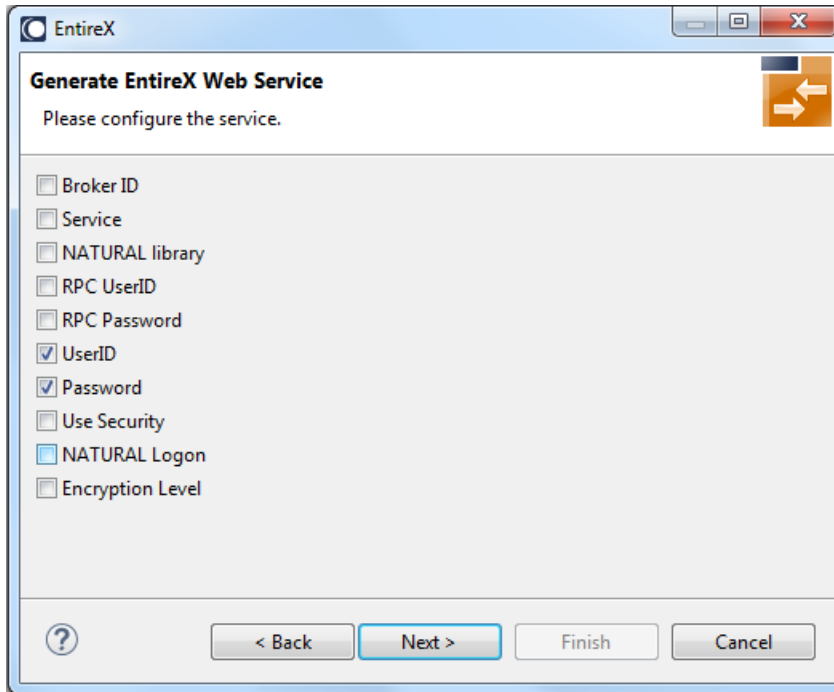 EntireX
Generate EntireX Web Service
Please configure the service.
Broker ID
Service
NATURAL library
RPC UserID
RPC Password
UserID
Password
Use Security
NATURAL Logon
Encryption Level
? < Back Next > Finish Cancel